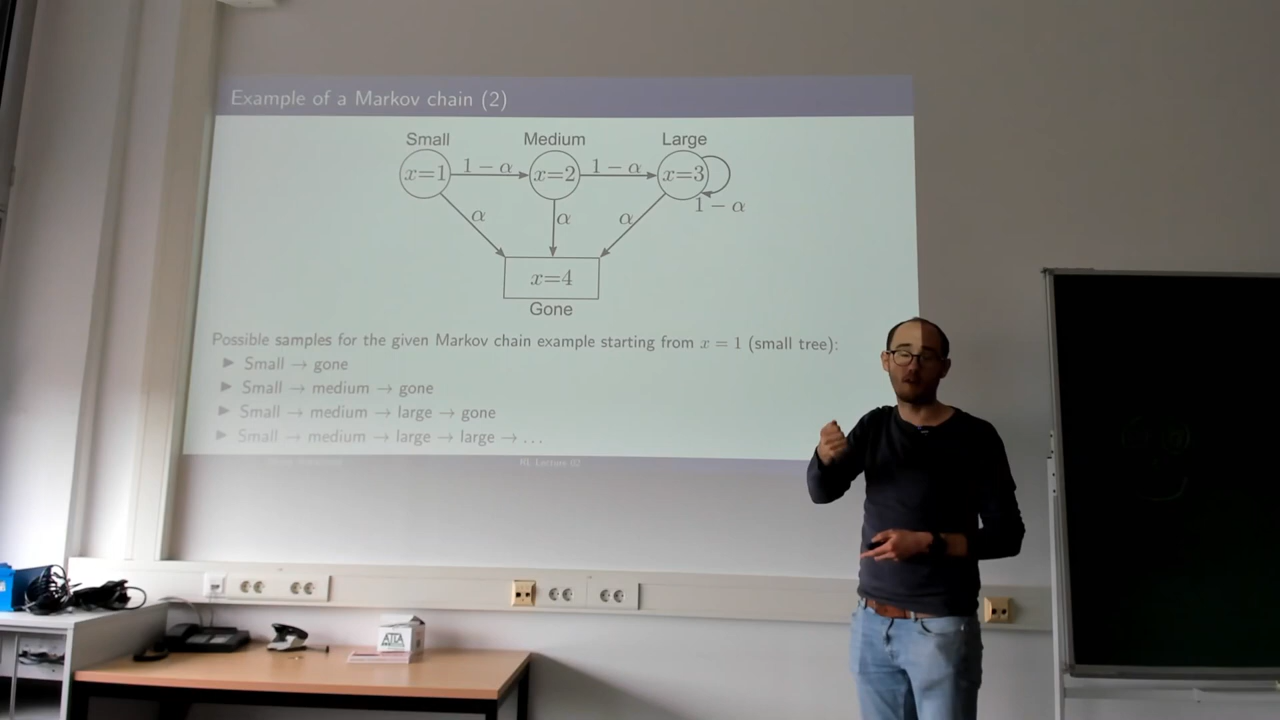 Example of a Markov chain (2)
Small Medium Large
x=1 1 − α x=2 1 − α x=3
1 − α
α α α
x=4
Gone
Possible samples for the given Markov chain example starting from x = 1 (small tree):
▶ Small → gone
▶ Small → medium → gone
▶ Small → medium → large → gone
▶ Small → medium → large → large → ...
RL Lecture 02